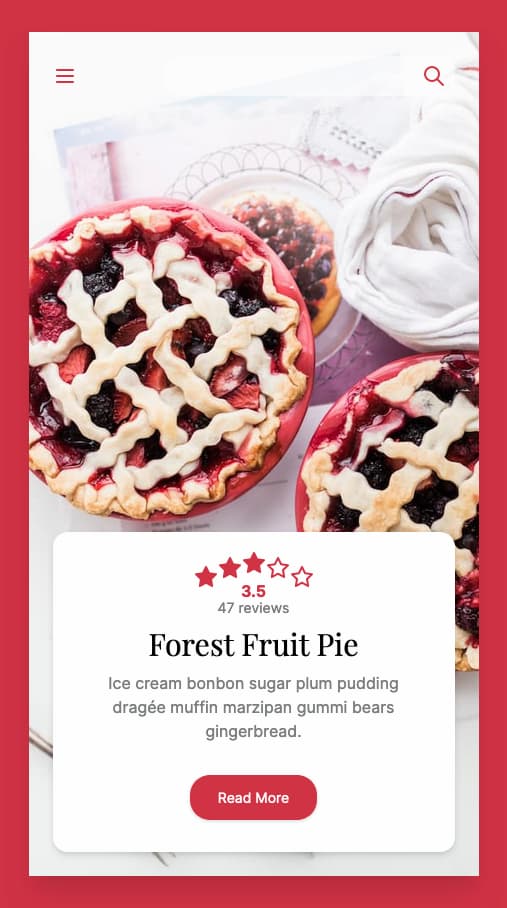 3.5
47 reviews
Forest Fruit Pie
Ice cream bonbon sugar plum pudding
dragée muffin marzipan gummi bears
gingerbread.
Read More